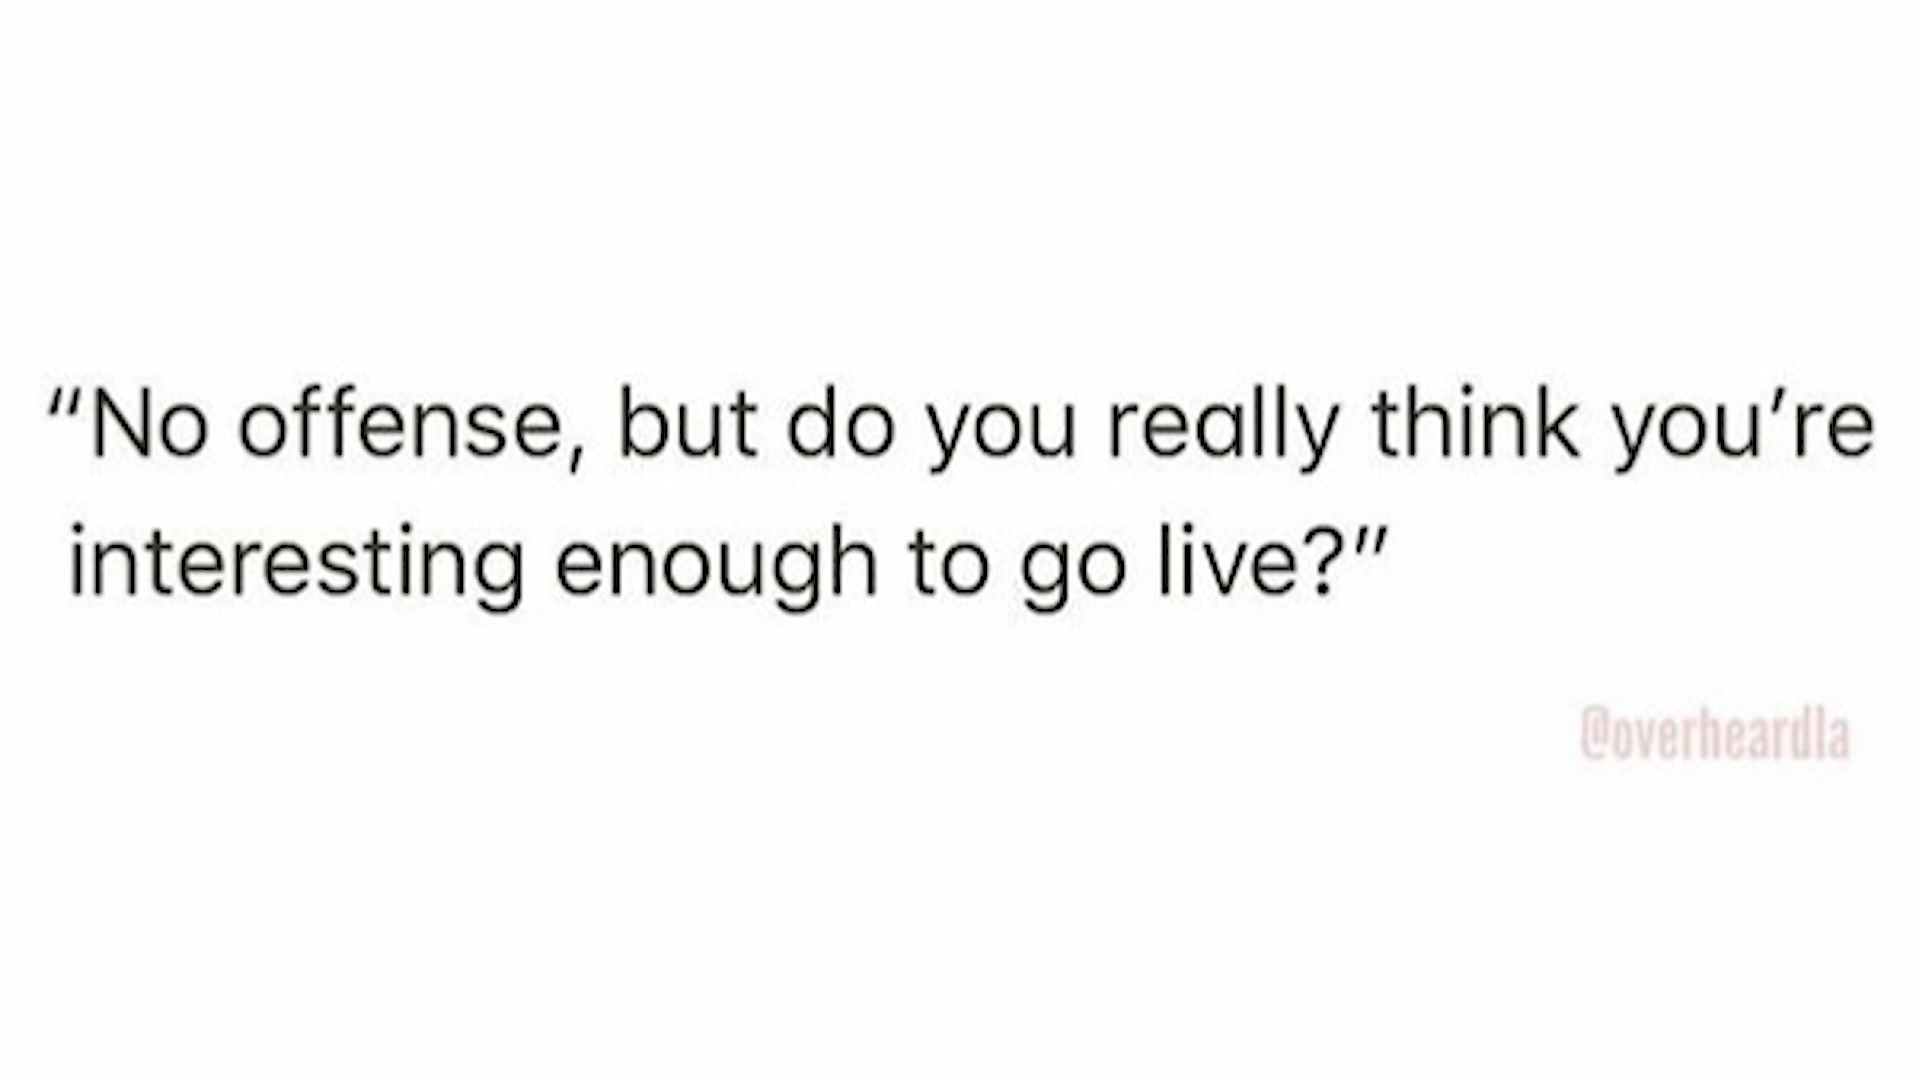 “No offense, but do you really think you’re
interesting enough to go live?”
@overheardla